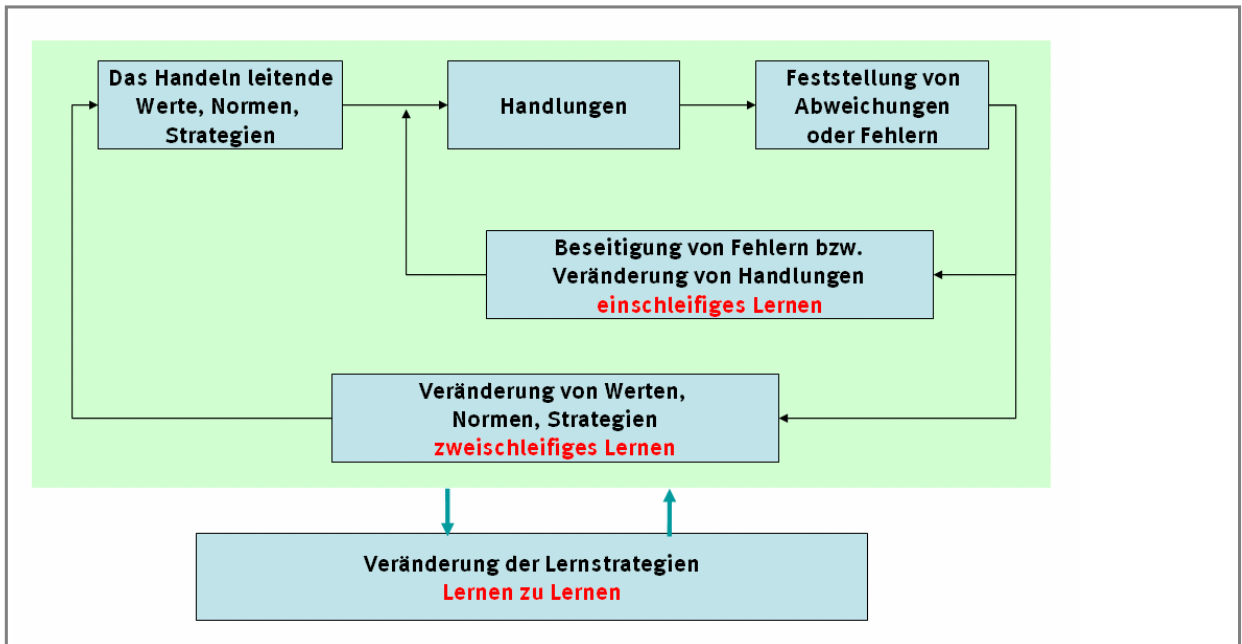 Das Handeln leitende
Werte, Normen,
Strategien
Handlungen
Feststellung von
Abweichungen
oder Fehlern
Beseitigung von Fehlern bzw.
Veränderung von Handlungen
einschleifiges Lernen
Veränderung von Werten,
Normen, Strategien
zweischleifiges Lernen
Veränderung der Lernstrategien
Lernen zu Lernen